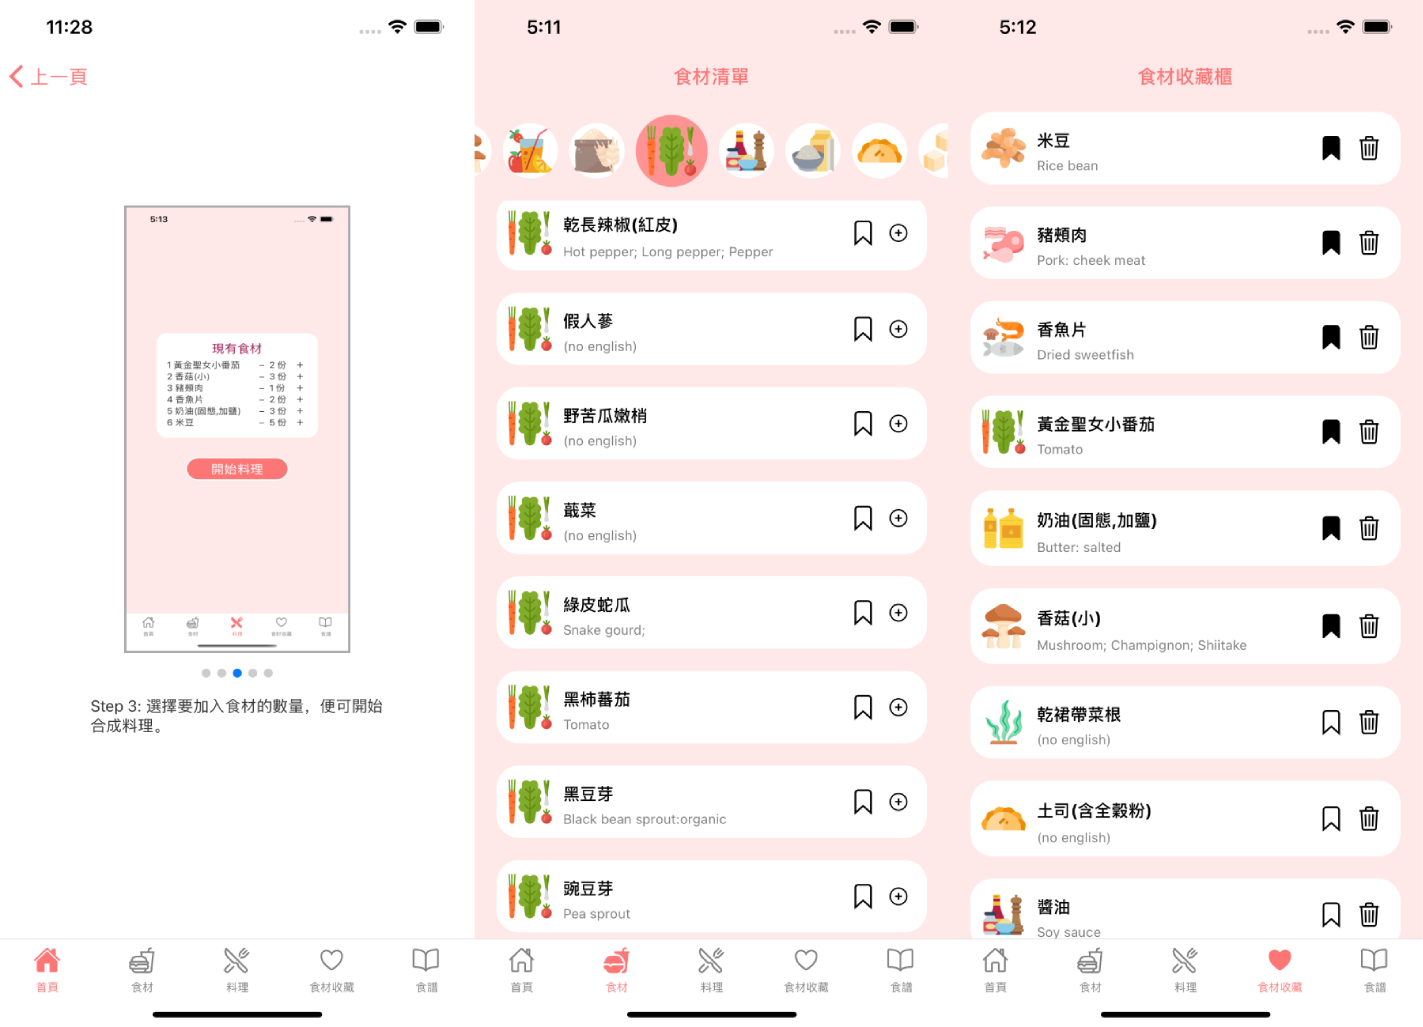 11:28
上一頁
5:13
現有食材
1 黃金聖女小番茄 − 2 份 +
2 香菇(小) − 3 份 +
3 豬頰肉 − 1 份 +
4 香魚片 − 2 份 +
5 奶油(固態,加鹽) − 3 份 +
6 米豆 − 5 份 +
開始料理
首頁 食材 料理 食材收藏 食譜
Step 3: 選擇要加入食材的數量，便可開始
合成料理。
首頁 食材 料理 食材收藏 食譜
5:11
食材清單
乾長辣椒(紅皮)
Hot pepper; Long pepper; Pepper
假人蔘
(no english)
野苦瓜嫩梢
(no english)
蕺菜
(no english)
綠皮蛇瓜
Snake gourd;
黑柿蕃茄
Tomato
黑豆芽
Black bean sprout:organic
豌豆芽
Pea sprout
首頁 食材 料理 食材收藏 食譜
5:12
食材收藏櫃
米豆
Rice bean
豬頰肉
Pork: cheek meat
香魚片
Dried sweetfish
黃金聖女小番茄
Tomato
奶油(固態,加鹽)
Butter: salted
香菇(小)
Mushroom; Champignon; Shiitake
乾裙帶菜根
(no english)
土司(含全穀粉)
(no english)
醬油
Soy sauce
首頁 食材 料理 食材收藏 食譜